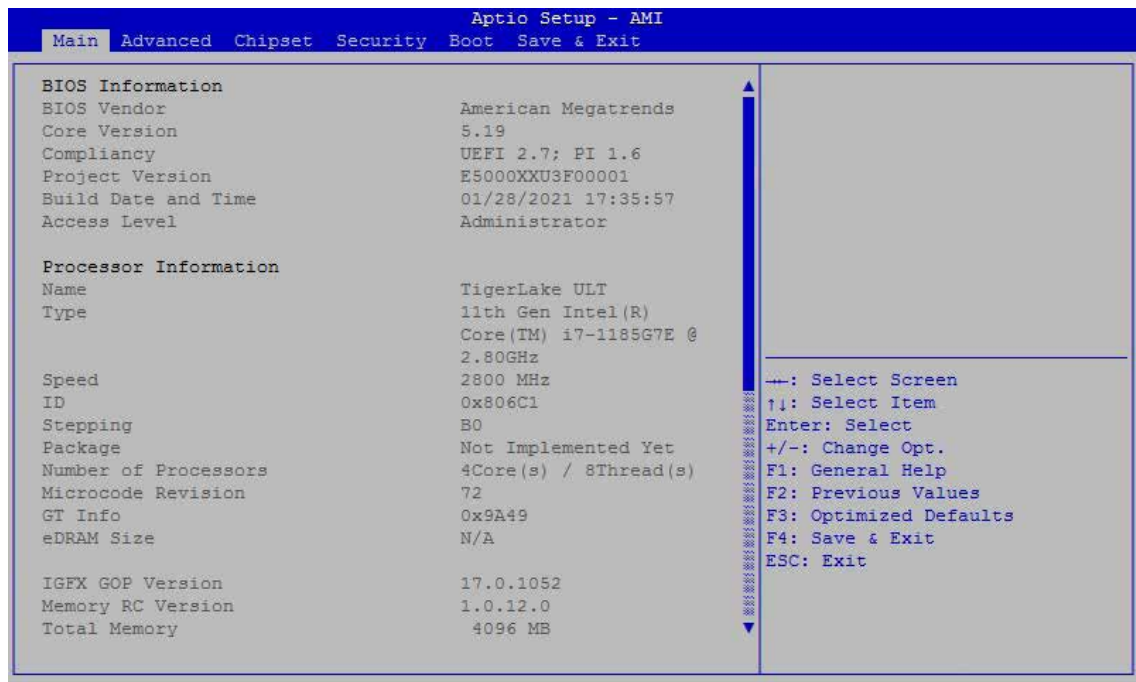 Aptio Setup - AMI
Main Advanced Chipset Security Boot Save & Exit
BIOS Information
BIOS Vendor American Megatrends
Core Version 5.19
Compliancy UEFI 2.7; PI 1.6
Project Version E5000XXU3F00001
Build Date and Time 01/28/2021 17:35:57
Access Level Administrator
Processor Information
Name TigerLake ULT
Type 11th Gen Intel(R)
Core(TM) i7-1185G7E @
2.80GHz
Speed 2800 MHz
ID 0x806C1
Stepping B0
Package Not Implemented Yet
Number of Processors 4Core(s) / 8Thread(s)
Microcode Revision 72
GT Info 0x9A49
eDRAM Size N/A
IGFX GOP Version 17.0.1052
Memory RC Version 1.0.12.0
Total Memory 4096 MB
→←: Select Screen
↑↓: Select Item
Enter: Select
+/-: Change Opt.
F1: General Help
F2: Previous Values
F3: Optimized Defaults
F4: Save & Exit
ESC: Exit